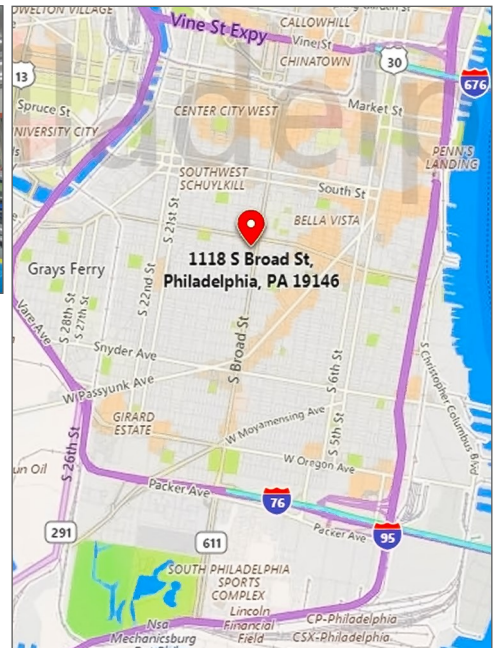 DWELTON VILLAGE
CALLOWHILL
Vine St Expy
Vine St
CHINATOWN
30
13
676
Spruce St
CENTER CITY WEST
Market St
NIVERSITY CITY
ladelp
PENN'S
LANDING
SOUTHWEST
SCHUYLKILL
South St
S 21st St
BELLA VISTA
1118 S Broad St,
Philadelphia, PA 19146
Grays Ferry
S 22nd St
S 28th St
S 27th St
Vare Ave
S Broad St
Snyder Ave
S 6th St
S Christopher Columbus Blvd
W Passyunk Ave
GIRARD
ESTATE
W Moyamensing Ave
S 5th St
S 26th St
W Oregon Ave
un Oil
Packer Ave
76
Packer Ave
95
291
611
SOUTH PHILADELPHIA
SPORTS
COMPLEX
Lincoln
Financial
Field
CP-Philadelphia
CSX-Philadelphia
Nsa
Mechanicsburg